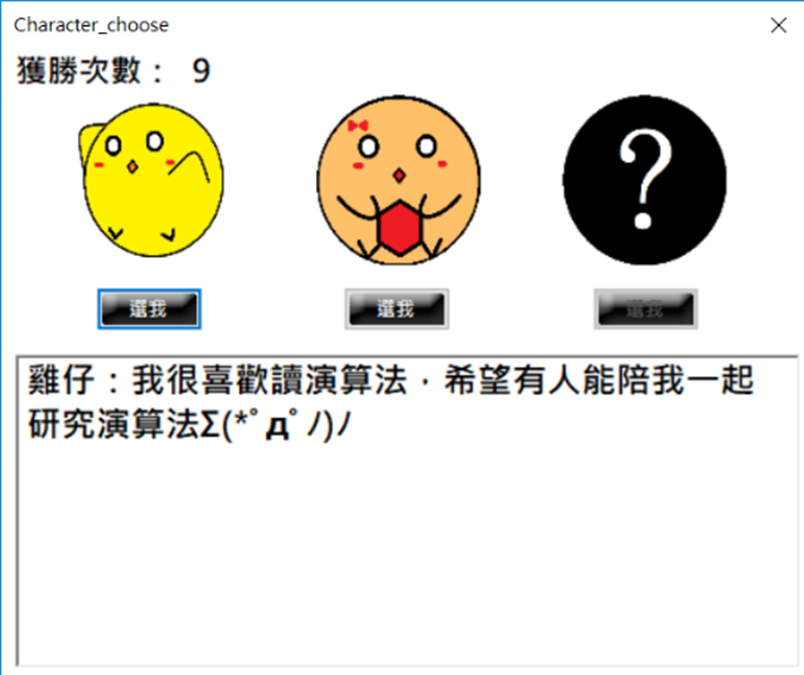 Character_choose
獲勝次數： 9
?
選我
選我
選我
雞仔：我很喜歡讀演算法，希望有人能陪我一起
研究演算法Σ(*ﾟдﾟﾉ)ﾉ